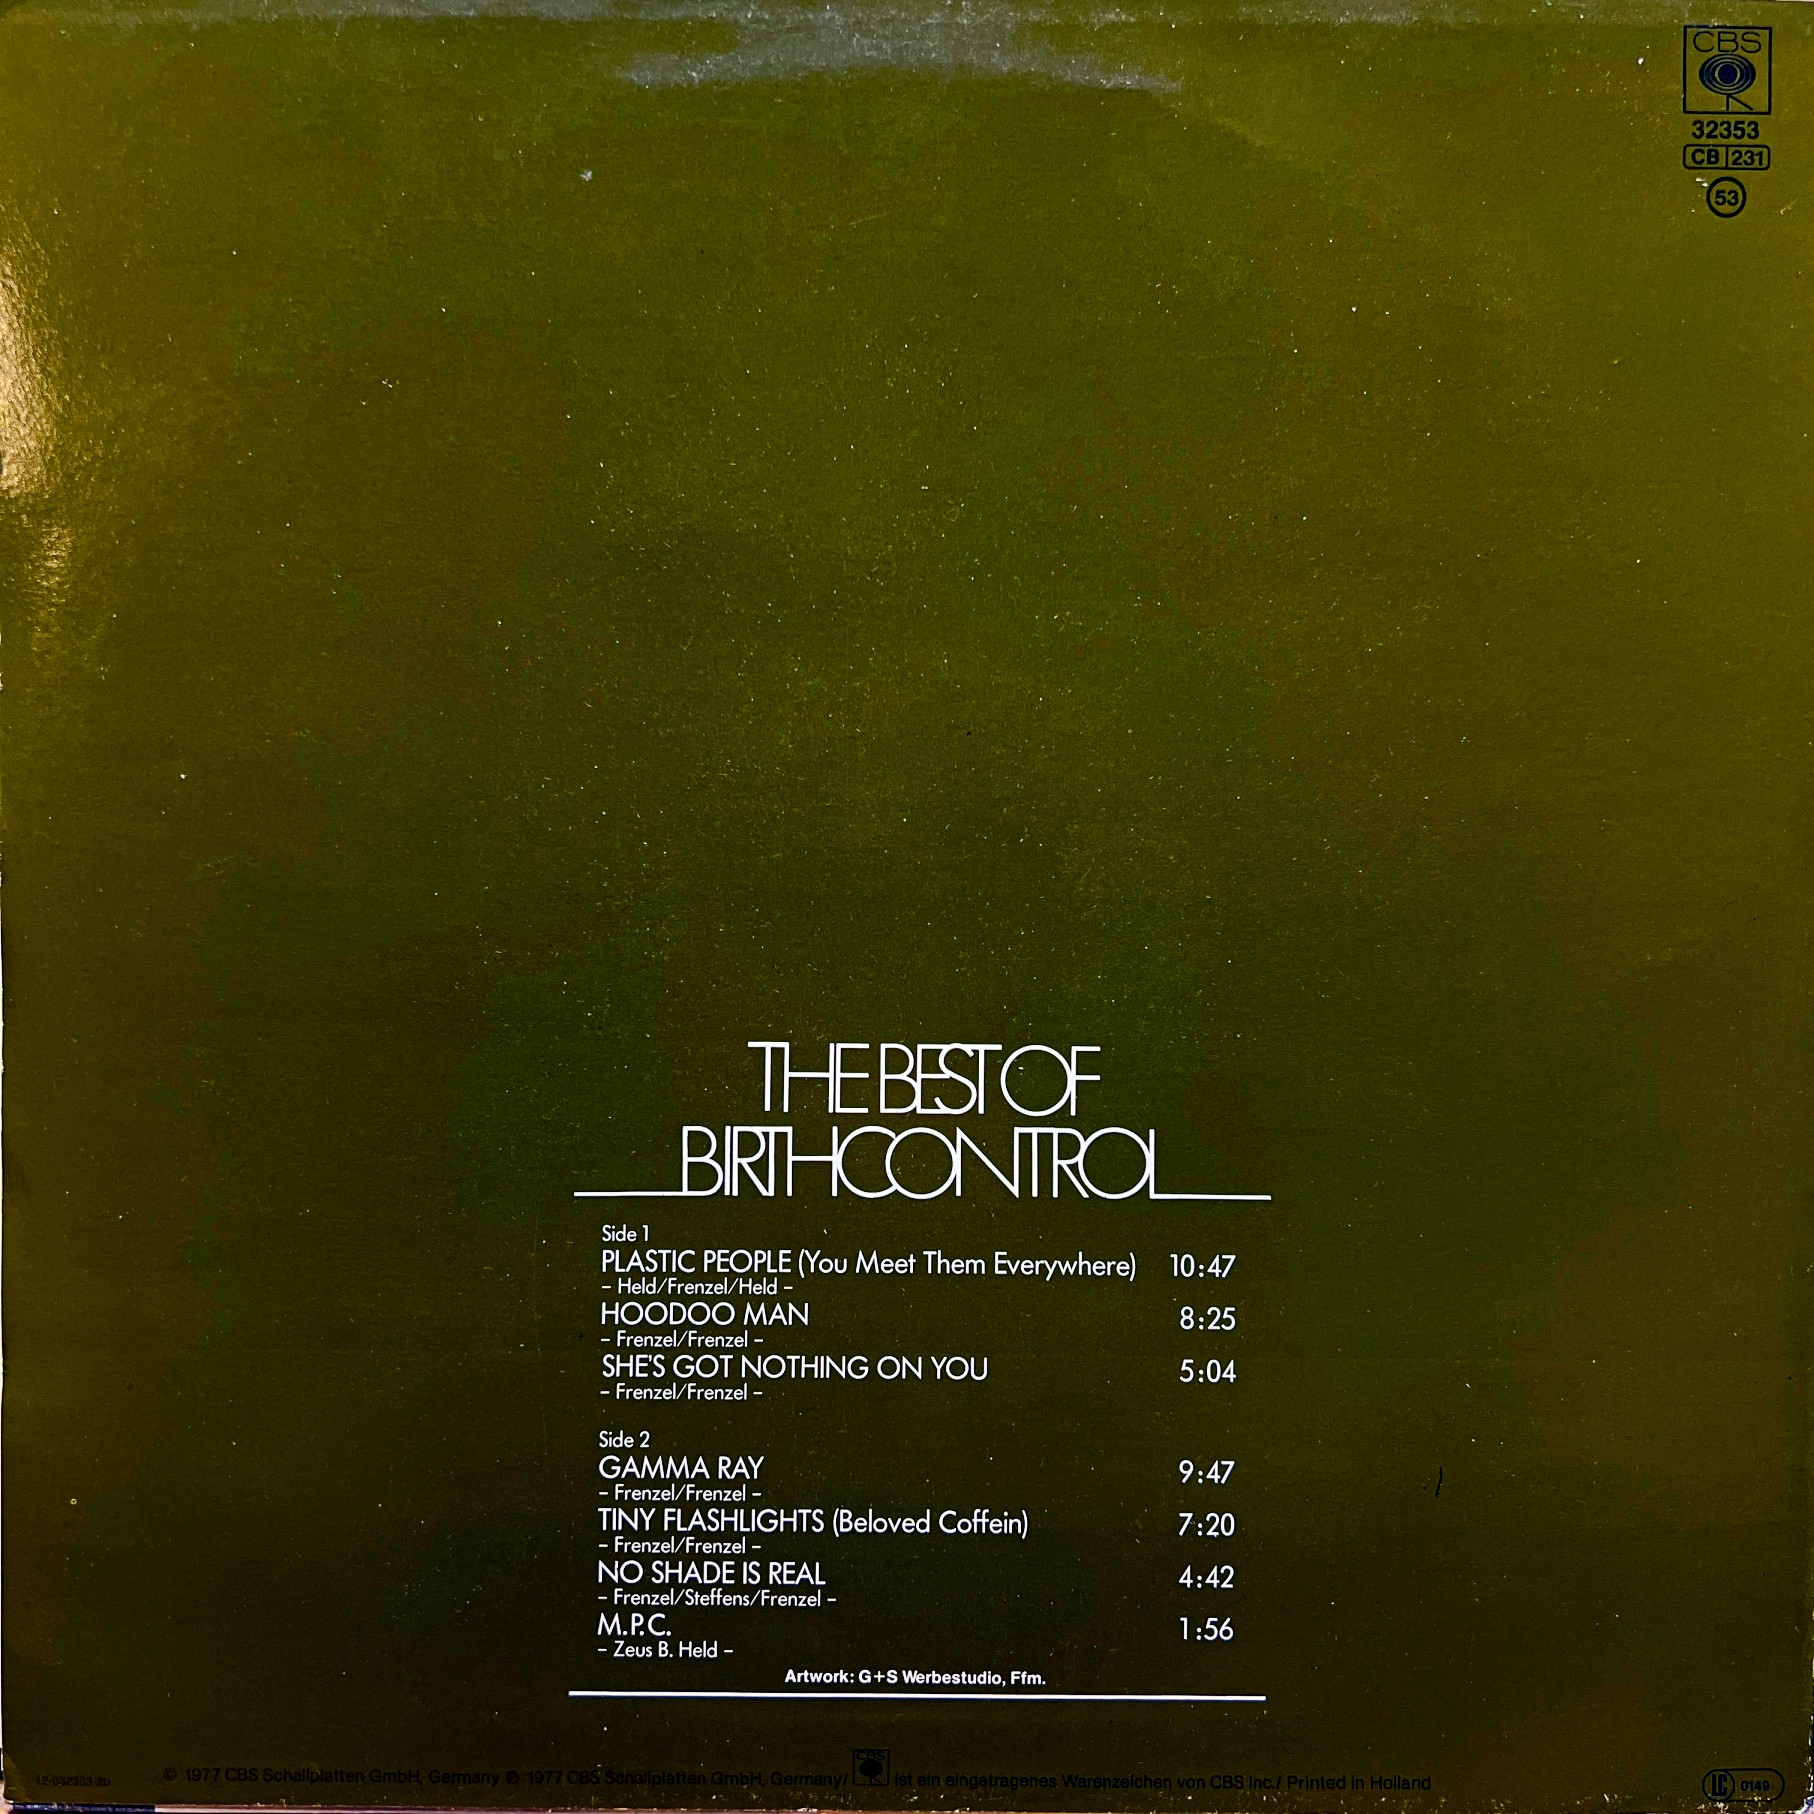 CBS
32353
CB 231
53
THE BEST OF
BIRTHCONTROL
Side 1
PLASTIC PEOPLE (You Meet Them Everywhere) 10:47
– Held/Frenzel/Held –
HOODOO MAN 8:25
– Frenzel/Frenzel –
SHE'S GOT NOTHING ON YOU 5:04
– Frenzel/Frenzel –
Side 2
GAMMA RAY 9:47
– Frenzel/Frenzel –
TINY FLASHLIGHTS (Beloved Coffein) 7:20
– Frenzel/Frenzel –
NO SHADE IS REAL 4:42
– Frenzel/Steffens/Frenzel –
M.P.C. 1:56
– Zeus B. Held –
Artwork: G+S Werbestudio, Ffm.
12-032353-20
© 1977 CBS Schallplatten GmbH, Germany ℗ 1977 CBS Schallplatten GmbH, Germany/ CBS ist ein eingetragenes Warenzeichen von CBS Inc./ Printed in Holland
LC 0149